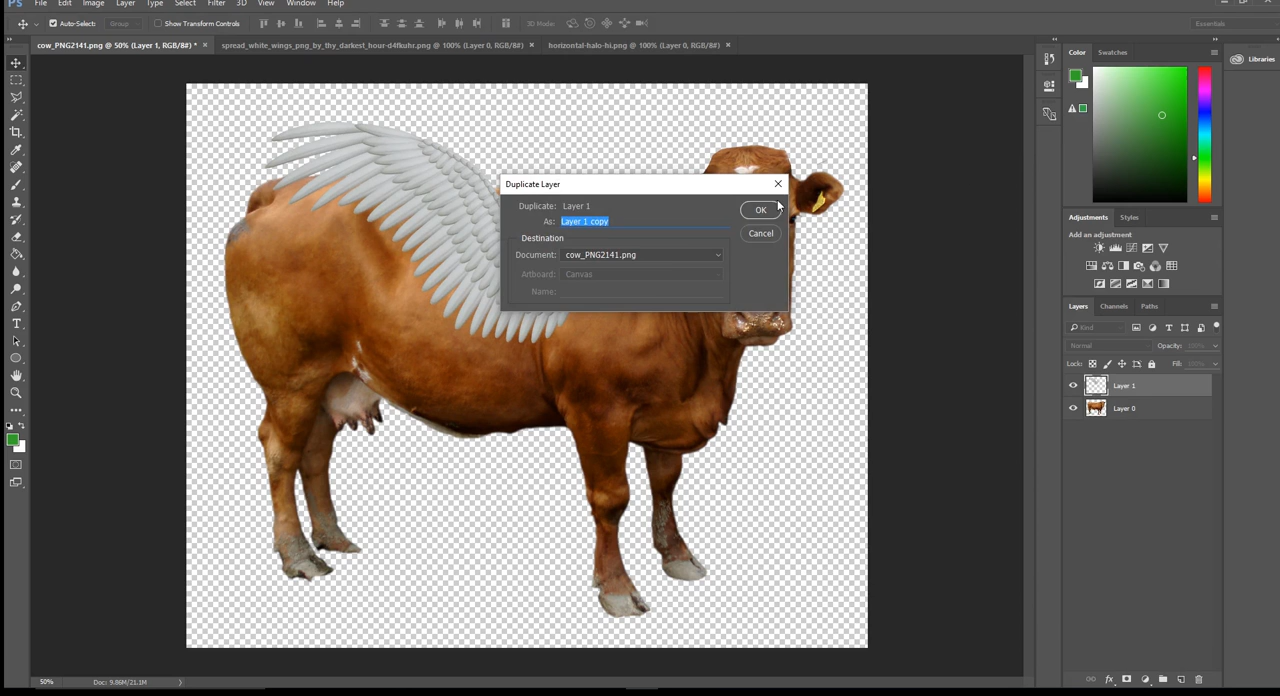 PS File Edit Image Layer Type Select Filter 3D View Window Help
Auto-Select: Group Show Transform Controls 3D Mode: Essentials
cow_PNG2141.png @ 50% (Layer 1, RGB/8#) * × spread_white_wings_png_by_thy_darkest_hour-d4fkuhr.png @ 100% (Layer 0, RGB/8#) × horizontal-halo-hi.png @ 100% (Layer 0, RGB/8#) ×
Color Swatches
Libraries
Duplicate Layer
Duplicate: Layer 1
OK
As: Layer 1 copy
Cancel
Destination
Document: cow_PNG2141.png
Artboard: Canvas
Name:
Adjustments Styles
Add an adjustment
Layers Channels Paths
Kind
Normal Opacity: 100%
Lock: Fill: 100%
Layer 1
Layer 0
50% Doc: 9.86M/21.1M